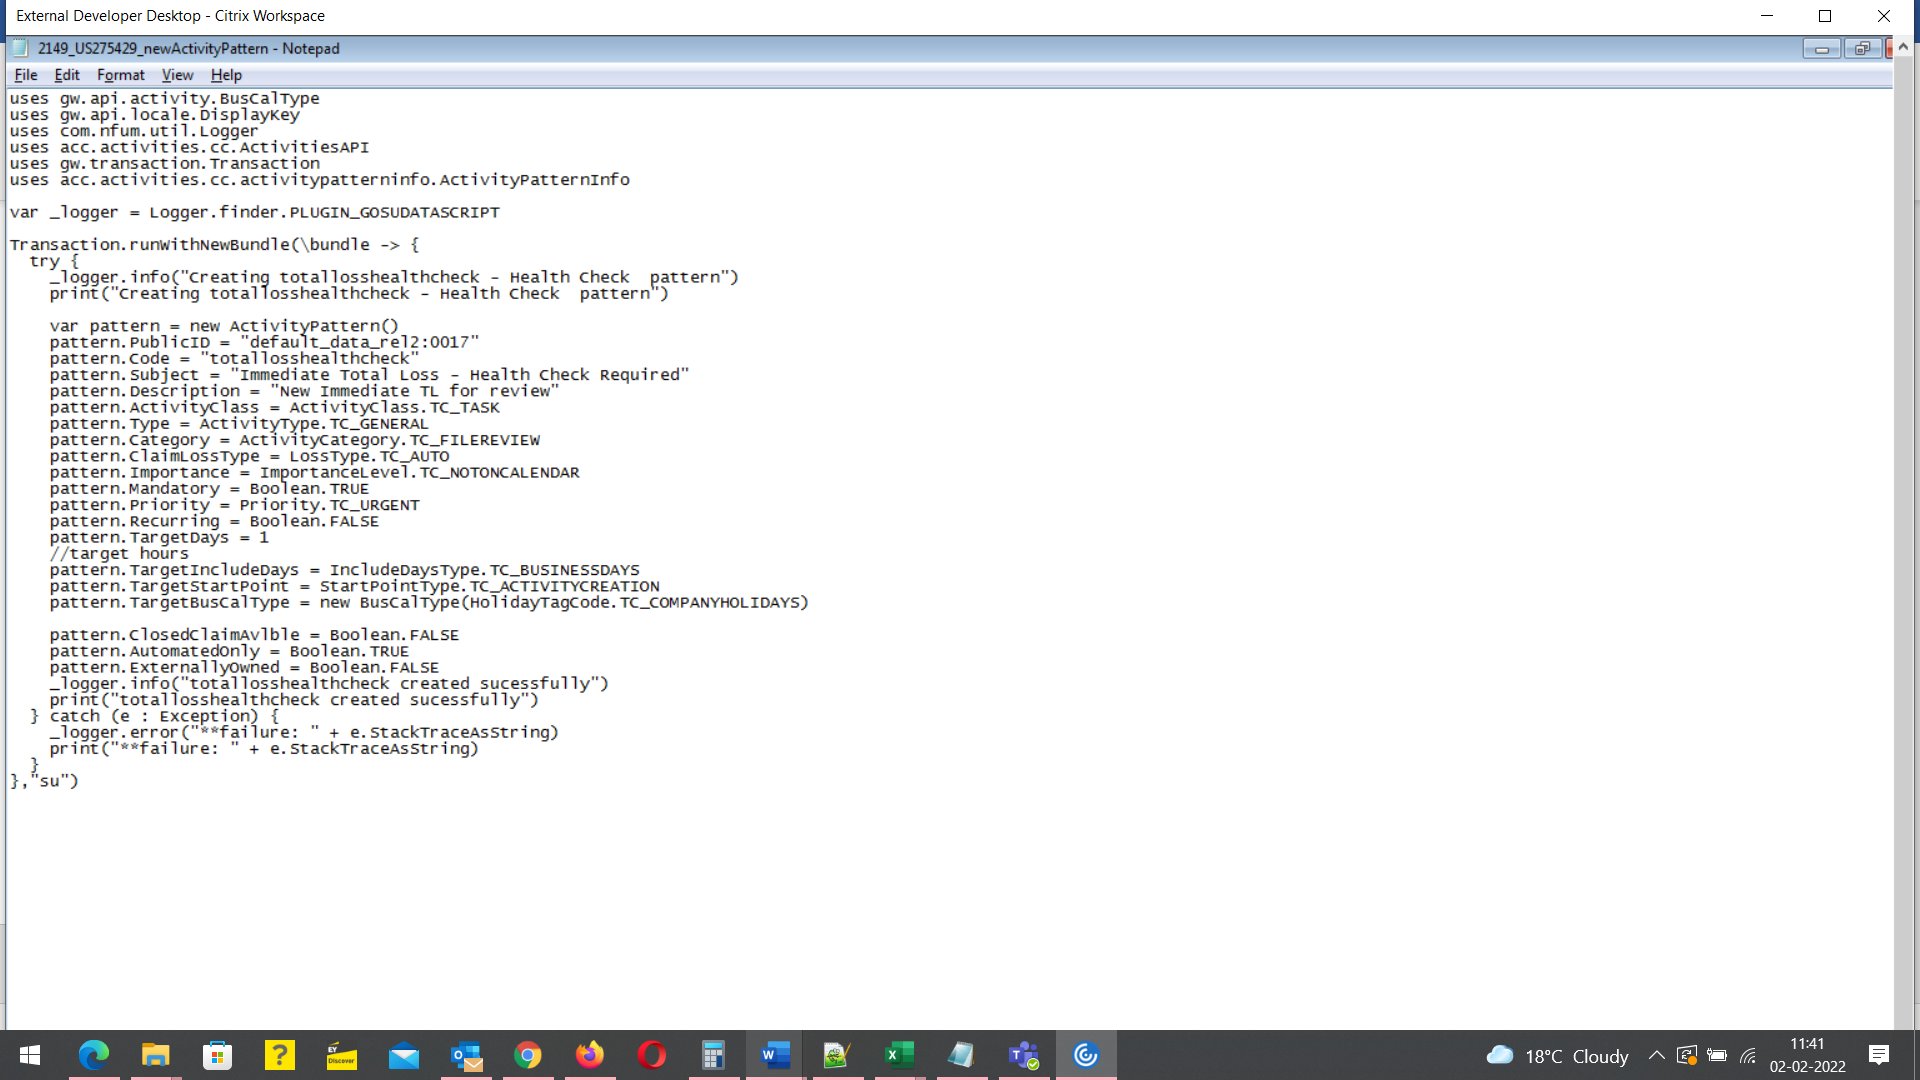 External Developer Desktop - Citrix Workspace
2149_US275429_newActivityPattern - Notepad
File Edit Format View Help
uses gw.api.activity.BusCalType
uses gw.api.locale.DisplayKey
uses com.nfum.util.Logger
uses acc.activities.cc.ActivitiesAPI
uses gw.transaction.Transaction
uses acc.activities.cc.activitypatterninfo.ActivityPatternInfo
var _logger = Logger.finder.PLUGIN_GOSUDATASCRIPT
Transaction.runWithNewBundle(\bundle -> {
  try {
    _logger.info("Creating totallosshealthcheck - Health Check  pattern")
    print("Creating totallosshealthcheck - Health Check  pattern")
    var pattern = new ActivityPattern()
    pattern.PublicID = "default_data_rel2:0017"
    pattern.Code = "totallosshealthcheck"
    pattern.Subject = "Immediate Total Loss - Health Check Required"
    pattern.Description = "New Immediate TL for review"
    pattern.ActivityClass = ActivityClass.TC_TASK
    pattern.Type = ActivityType.TC_GENERAL
    pattern.Category = ActivityCategory.TC_FILEREVIEW
    pattern.ClaimLossType = LossType.TC_AUTO
    pattern.Importance = ImportanceLevel.TC_NOTONCALENDAR
    pattern.Mandatory = Boolean.TRUE
    pattern.Priority = Priority.TC_URGENT
    pattern.Recurring = Boolean.FALSE
    pattern.TargetDays = 1
    //target hours
    pattern.TargetIncludeDays = IncludeDaysType.TC_BUSINESSDAYS
    pattern.TargetStartPoint = StartPointType.TC_ACTIVITYCREATION
    pattern.TargetBusCalType = new BusCalType(HolidayTagCode.TC_COMPANYHOLIDAYS)
    pattern.ClosedClaimAvlble = Boolean.FALSE
    pattern.AutomatedOnly = Boolean.TRUE
    pattern.ExternallyOwned = Boolean.FALSE
    _logger.info("totallosshealthcheck created sucessfully")
    print("totallosshealthcheck created sucessfully")
  } catch (e : Exception) {
    _logger.error("**failure: " + e.StackTraceAsString)
    print("**failure: " + e.StackTraceAsString)
  }
},"su")
EY
Discover
18°C Cloudy
11:41
02-02-2022